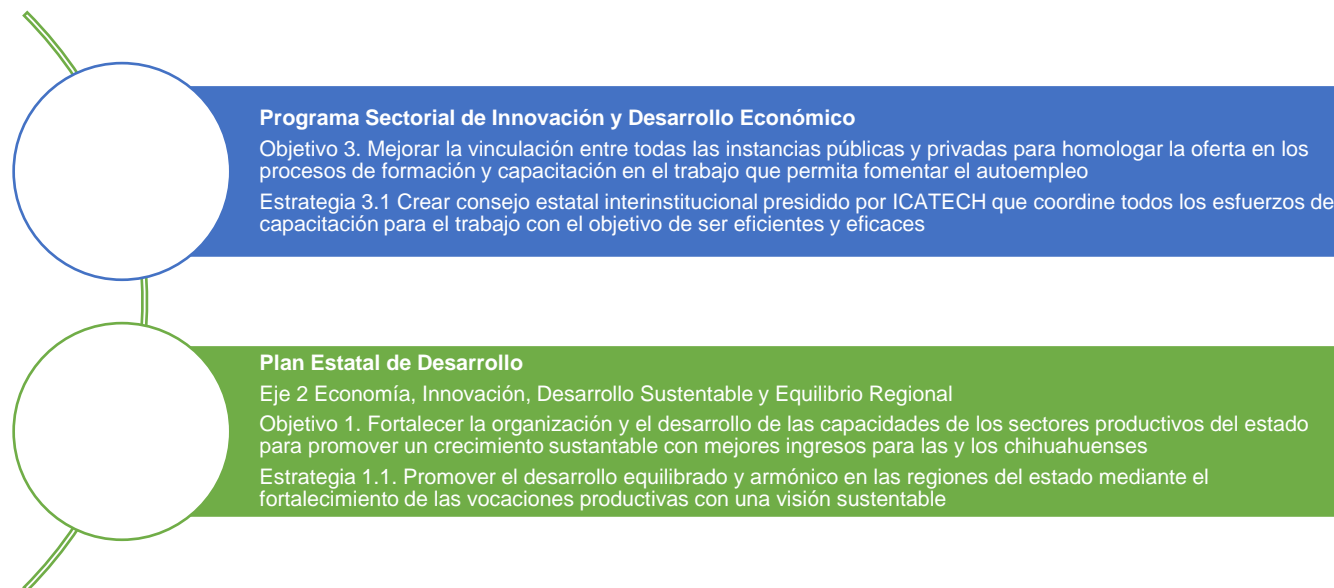 Programa Sectorial de Innovación y Desarrollo Económico
Objetivo 3. Mejorar la vinculación entre todas las instancias públicas y privadas para homologar la oferta en los
procesos de formación y capacitación en el trabajo que permita fomentar el autoempleo
Estrategia 3.1 Crear consejo estatal interinstitucional presidido por ICATECH que coordine todos los esfuerzos de
capacitación para el trabajo con el objetivo de ser eficientes y eficaces
Plan Estatal de Desarrollo
Eje 2 Economía, Innovación, Desarrollo Sustentable y Equilibrio Regional
Objetivo 1. Fortalecer la organización y el desarrollo de las capacidades de los sectores productivos del estado
para promover un crecimiento sustantable con mejores ingresos para las y los chihuahuenses
Estrategia 1.1. Promover el desarrollo equilibrado y armónico en las regiones del estado mediante el
fortalecimiento de las vocaciones productivas con una visión sustentable